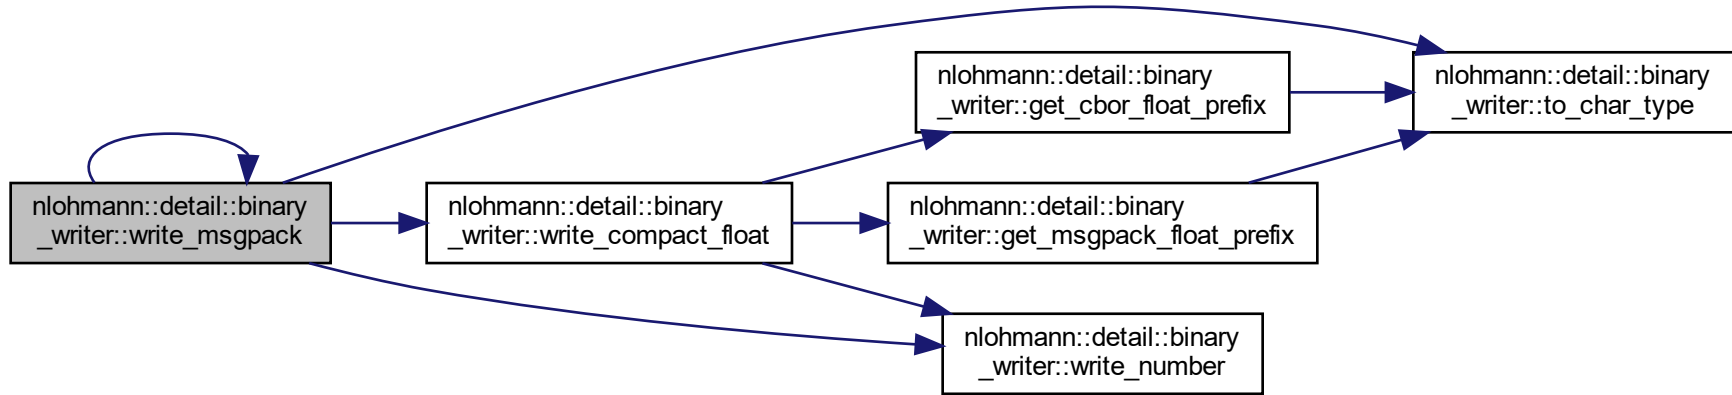 nlohmann::detail::binary
_writer::write_msgpack
nlohmann::detail::binary
_writer::write_compact_float
nlohmann::detail::binary
_writer::get_cbor_float_prefix
nlohmann::detail::binary
_writer::get_msgpack_float_prefix
nlohmann::detail::binary
_writer::write_number
nlohmann::detail::binary
_writer::to_char_type